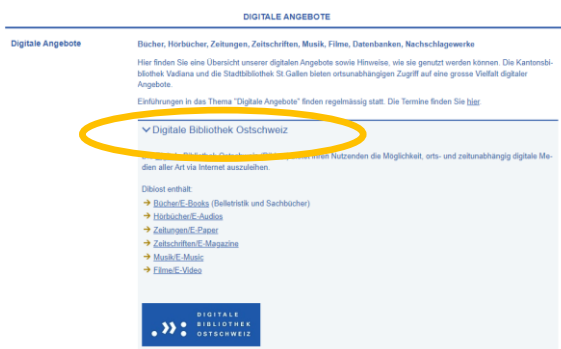 DIGITALE ANGEBOTE
Digitale Angebote
Bücher, Hörbücher, Zeitungen, Zeitschriften, Musik, Filme, Datenbanken, Nachschlagewerke
Hier finden Sie eine Übersicht unserer digitalen Angebote sowie Hinweise, wie sie genutzt werden können. Die Kantonsbi-
bliothek Vadiana und die Stadtbibliothek St.Gallen bieten ortsunabhängigen Zugriff auf eine grosse Vielfalt digitaler
Angebote.
Einführungen in das Thema "Digitale Angebote" finden regelmässig statt. Die Termine finden Sie hier.
Digitale Bibliothek Ostschweiz
Ihren Nutzenden die Möglichkeit, orts- und zeitunabhängig digitale Me-
dien aller Art via Internet auszuleihen.
Dibiost enthält:
→ Bücher/E-Books (Belletristik und Sachbücher)
→ Hörbücher/E-Audios
→ Zeitungen/E-Paper
→ Zeitschriften/E-Magazine
→ Musik/E-Music
→ Filme/E-Video
DIGITALE
BIBLIOTHEK
OSTSCHWEIZ